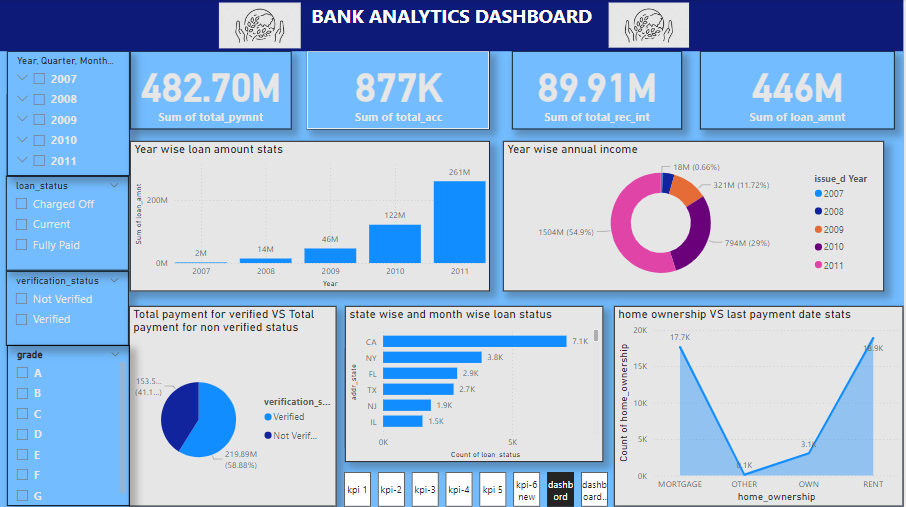 BANK ANALYTICS DASHBOARD
Year, Quarter, Month...
2007
2008
2009
2010
2011
482.70M
Sum of total_pymnt
877K
Sum of total_acc
89.91M
Sum of total_rec_int
446M
Sum of loan_amnt
loan_status
Charged Off
Current
Fully Paid
verification_status
Not Verified
Verified
grade
A
B
C
D
E
F
G
Year wise loan amount stats
Sum of loan_amnt
200M
0M
2M
14M
46M
122M
261M
2007
2008
2009
2010
2011
Year
Year wise annual income
18M (0.66%)
321M (11.72%)
794M (29%)
1504M (54.9%)
issue_d Year
2007
2008
2009
2010
2011
Total payment for verified VS Total
payment for non verified status
153.5...
(41.1...)
219.89M
(58.88%)
verification_s...
Verified
Not Verif...
state wise and month wise loan status
addr_state
CA
NY
FL
TX
NJ
IL
7.1K
3.8K
2.9K
2.7K
1.9K
1.5K
0K
5K
Count of loan_status
kpi 1
kpi-2
kpi-3
kpi-4
kpi 5
kpi-6
new
dashb
ord
dashb
oard...
home ownership VS last payment date stats
Count of home_ownership
20K
15K
10K
5K
0K
17.7K
0.1K
3.1K
18.9K
MORTGAGE
OTHER
OWN
RENT
home_ownership